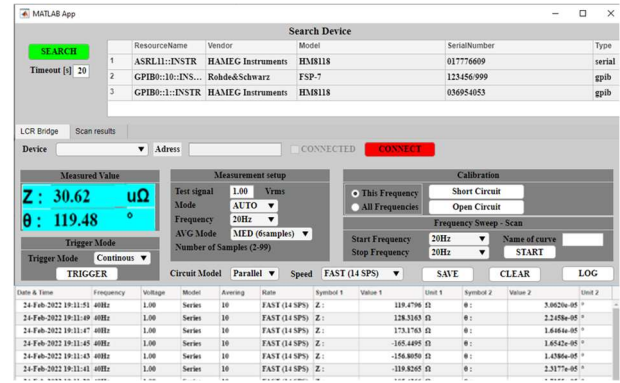 MATLAB App
Search Device
SEARCH
Timeout [s] 20
ResourceName Vendor Model SerialNumber Type
1 ASRL11::INSTR HAMEG Instruments HM8118 017776609 serial
2 GPIB0::10::INS... Rohde&Schwarz FSP-7 123456/999 gpib
3 GPIB0::1::INSTR HAMEG Instruments HM8118 036954053 gpib
LCR Bridge Scan results
Device Adress CONNECTED CONNECT
Measured Value
Z : 30.62 uΩ
θ : 119.48 °
Trigger Mode
Trigger Mode Continous
TRIGGER
Measurement setup
Test signal 1.00 Vrms
Mode AUTO
Frequency 20Hz
AVG Mode MED (6samples)
Number of Samples (2-99)
Calibration
This Frequency Short Circuit
All Frequencies Open Circuit
Frequency Sweep - Scan
Start Frequency 20Hz Name of curve
Stop Frequency 20Hz START
Circuit Model Parallel Speed FAST (14 SPS) SAVE CLEAR LOG
Date & Time Frequency Voltage Model Avering Rate Symbol 1 Value 1 Unit 1 Symbol 2 Value 2 Unit 2
24-Feb-2022 19:11:51 40Hz 1.00 Series 10 FAST (14 SPS) Z : 119.4796 Ω θ : 3.0620e-05 °
24-Feb-2022 19:11:49 40Hz 1.00 Series 10 FAST (14 SPS) Z : 128.5163 Ω θ : 2.2458e-05 °
24-Feb-2022 19:11:47 40Hz 1.00 Series 10 FAST (14 SPS) Z : 173.1763 Ω θ : 1.6464e-05 °
24-Feb-2022 19:11:45 40Hz 1.00 Series 10 FAST (14 SPS) Z : -165.4495 Ω θ : 1.6542e-05 °
24-Feb-2022 19:11:43 40Hz 1.00 Series 10 FAST (14 SPS) Z : -156.8050 Ω θ : 1.4386e-05 °
24-Feb-2022 19:11:41 40Hz 1.00 Series 10 FAST (14 SPS) Z : -119.8265 Ω θ : 2.3177e-05 °